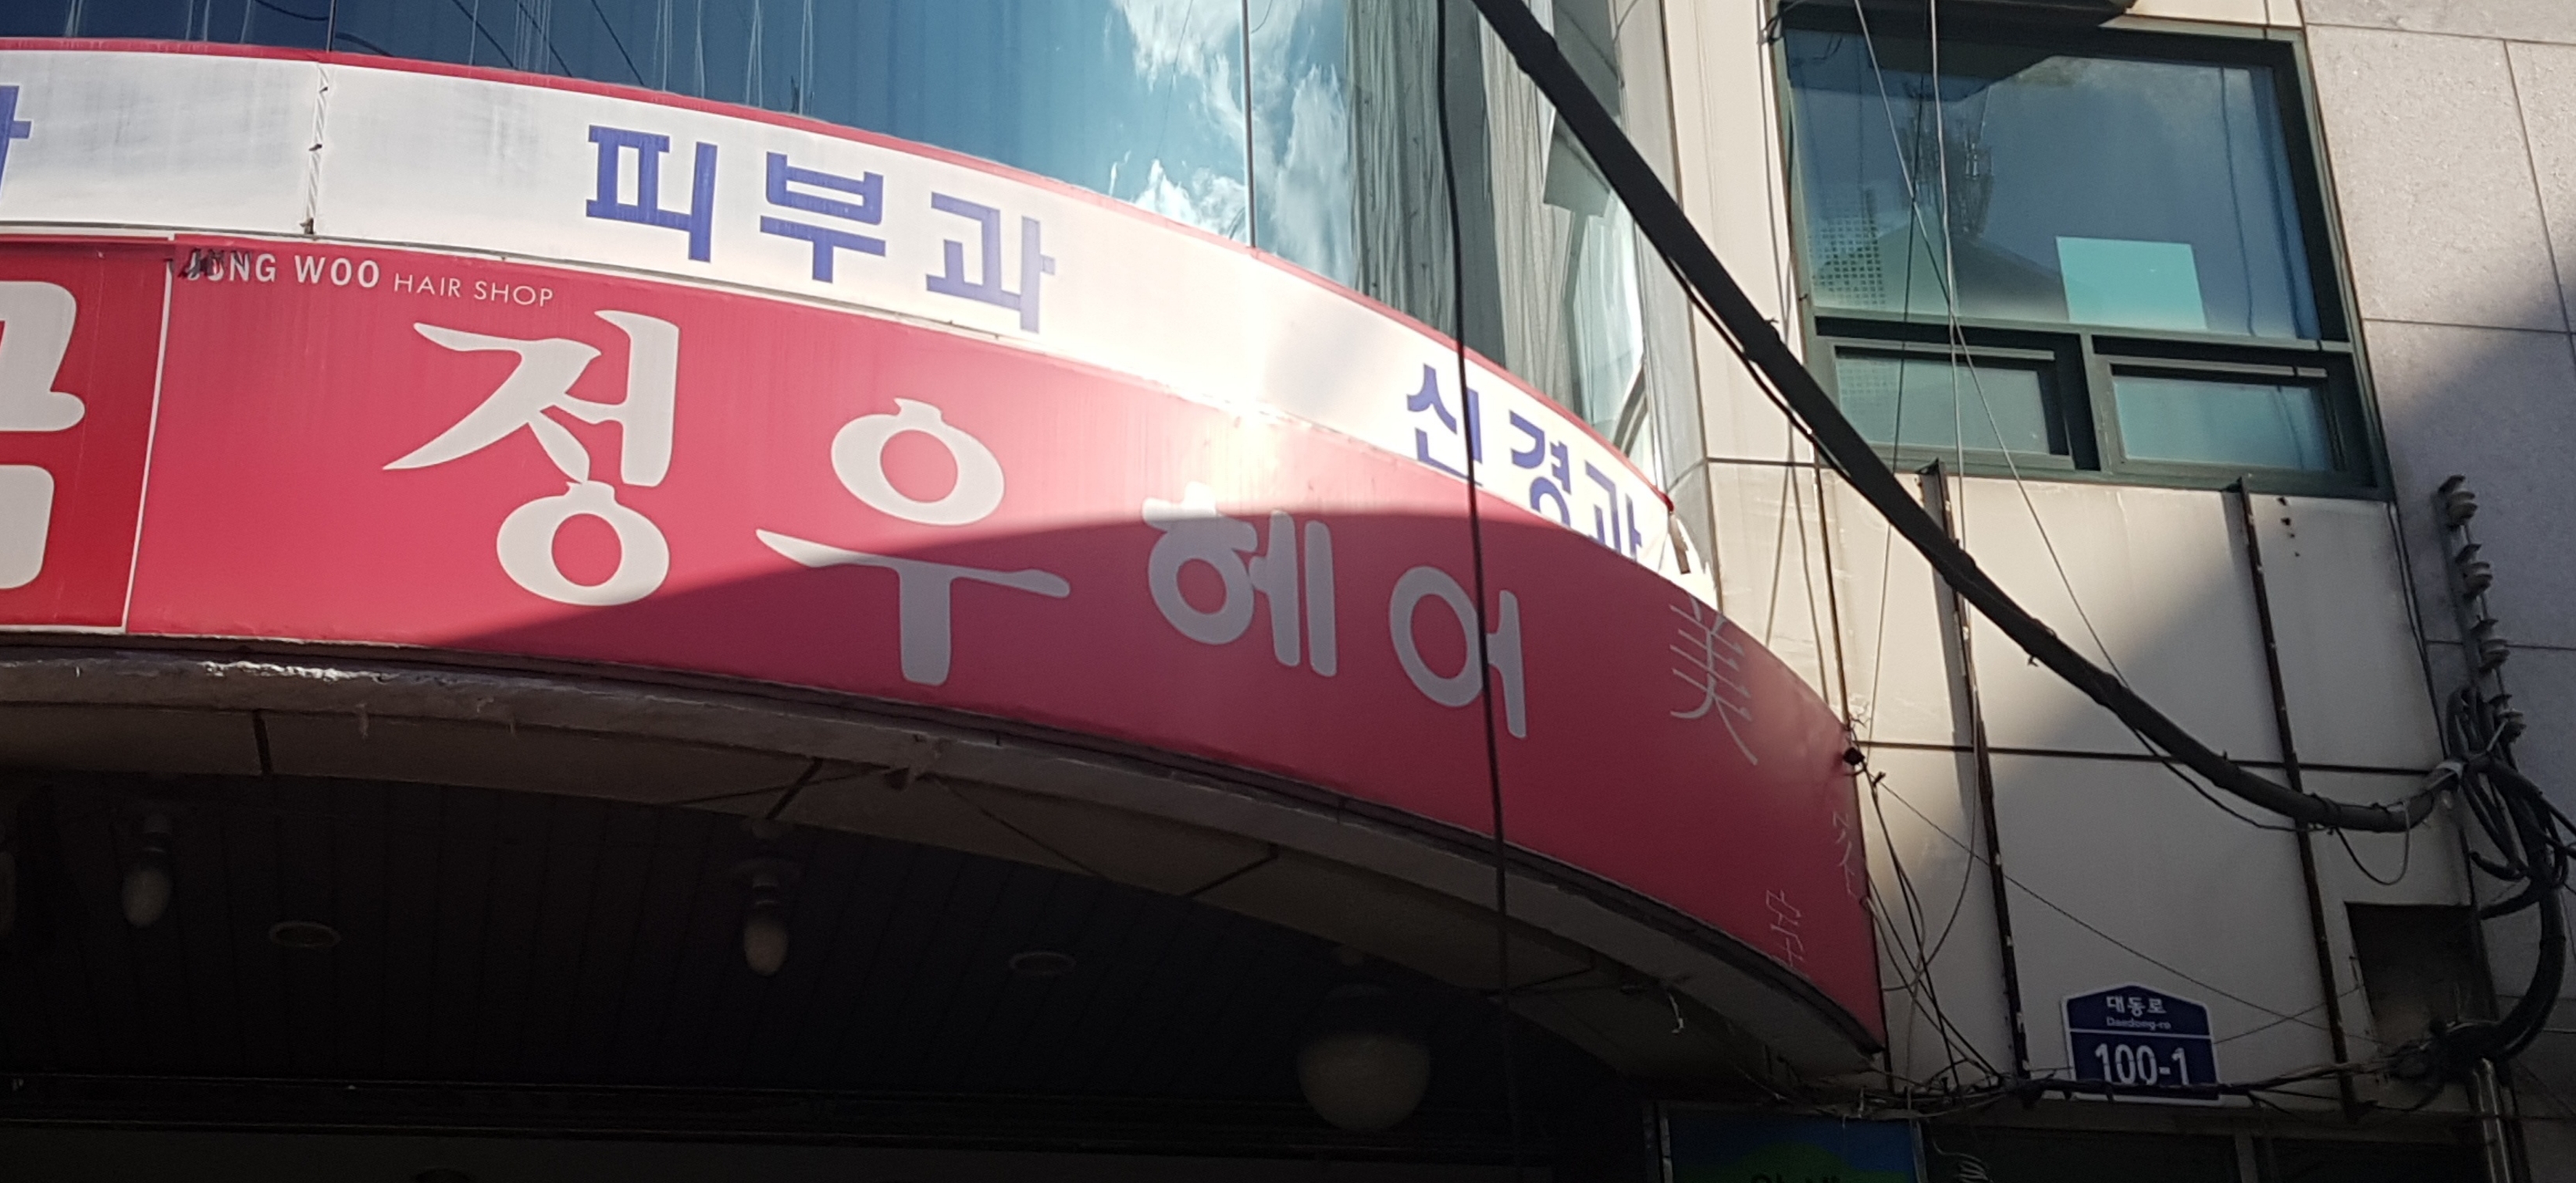 피부과
신경과
JUNG WOO HAIR SHOP
정우헤어
美
대동로
Daedong-ro
100-1